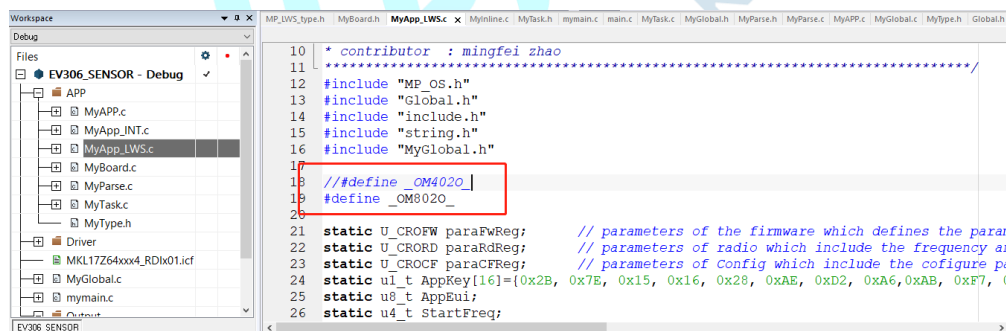 Workspace
MP_LWS_type.h MyBoard.h MyApp_LWS.c x MyInline.c MyTask.h mymain.c main.c MyTask.c MyGlobal.h MyParse.h MyParse.c MyAPP.c MyGlobal.c MyType.h Global.h
Debug
Files
EV306_SENSOR - Debug
APP
MyAPP.c
MyApp_INT.c
MyApp_LWS.c
MyBoard.c
MyParse.c
MyTask.c
MyType.h
Driver
MKL17Z64xxx4_RDIx01.icf
MyGlobal.c
mymain.c
Output
EV306_SENSOR
10 * contributor : mingfei zhao
11 ******************************************************************************/
12 #include "MP_OS.h"
13 #include "Global.h"
14 #include "include.h"
15 #include "string.h"
16 #include "MyGlobal.h"
17
18 //#define _OM402O_
19 #define _OM802O_
20
21 static U_CROFW paraFwReg; // parameters of the firmware which defines the param
22 static U_CRORD paraRdReg; // parameters of radio which include the frequency an
23 static U_CROCF paraCFReg; // parameters of Config which include the cofigure pa
24 static u1_t AppKey[16]={0x2B, 0x7E, 0x15, 0x16, 0x28, 0xAE, 0xD2, 0xA6,0xAB, 0xF7, 0
25 static u8_t AppEui;
26 static u4_t StartFreq;